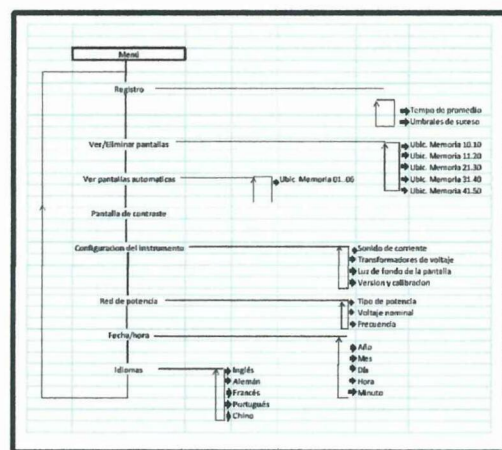 Menú
Registro
Tempo de promedio
Umbrales de suceso
Ver/Eliminar pantallas
Ubic. Memoria 10.10
Ubic. Memoria 11.20
Ubic. Memoria 21.30
Ubic. Memoria 31.40
Ubic. Memoria 41.50
Ver pantallas automaticas
Ubic. Memoria 01..06
Pantalla de contraste
Configuracion del instrumento
Sonido de corriente
Transformadores de voltaje
Luz de fondo de la pantalla
Version y calibracion
Red de potencia
Tipo de potencia
Voltaje nominal
Frecuencia
Fecha/hora
Año
Mes
Día
Hora
Minuto
Idiomas
Inglés
Alemán
Francés
Portugués
Chino